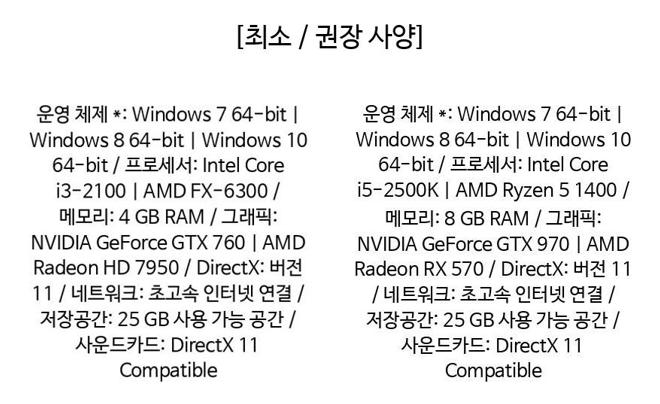 [최소 / 권장 사양]
운영 체제 *: Windows 7 64-bit |
Windows 8 64-bit | Windows 10
64-bit / 프로세서: Intel Core
i3-2100 | AMD FX-6300 /
메모리: 4 GB RAM / 그래픽:
NVIDIA GeForce GTX 760 | AMD
Radeon HD 7950 / DirectX: 버전
11 / 네트워크: 초고속 인터넷 연결 /
저장공간: 25 GB 사용 가능 공간 /
사운드카드: DirectX 11
Compatible
운영 체제 *: Windows 7 64-bit |
Windows 8 64-bit | Windows 10
64-bit / 프로세서: Intel Core
i5-2500K | AMD Ryzen 5 1400 /
메모리: 8 GB RAM / 그래픽:
NVIDIA GeForce GTX 970 | AMD
Radeon RX 570 / DirectX: 버전 11
/ 네트워크: 초고속 인터넷 연결 /
저장공간: 25 GB 사용 가능 공간 /
사운드카드: DirectX 11
Compatible